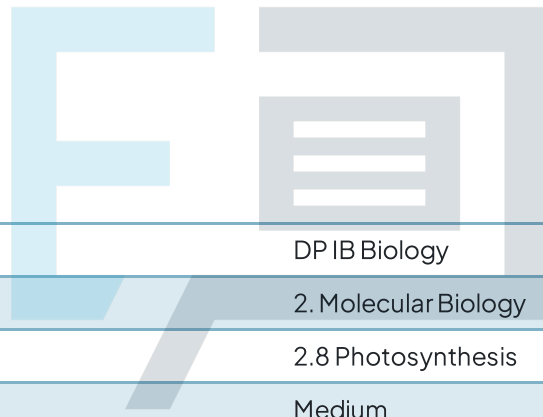 DP IB Biology
2. Molecular Biology
2.8 Photosynthesis
Medium